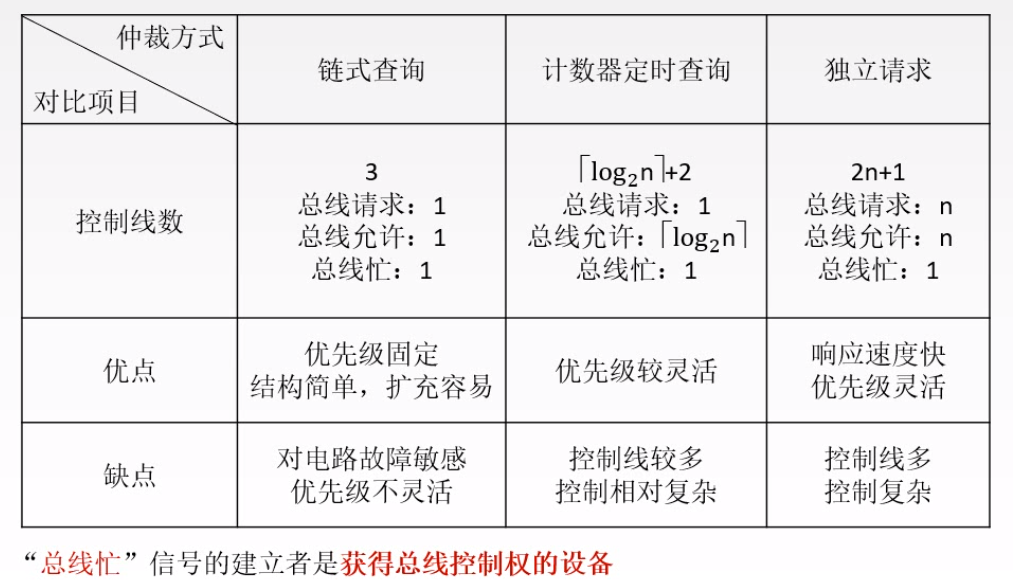 仲裁方式
对比项目
链式查询
计数器定时查询
独立请求
控制线数
3
总线请求：1
总线允许：1
总线忙：1
⌈log₂n⌉+2
总线请求：1
总线允许：⌈log₂n⌉
总线忙：1
2n+1
总线请求：n
总线允许：n
总线忙：1
优点
优先级固定
结构简单，扩充容易
优先级较灵活
响应速度快
优先级灵活
缺点
对电路故障敏感
优先级不灵活
控制线较多
控制相对复杂
控制线多
控制复杂
“总线忙”信号的建立者是获得总线控制权的设备